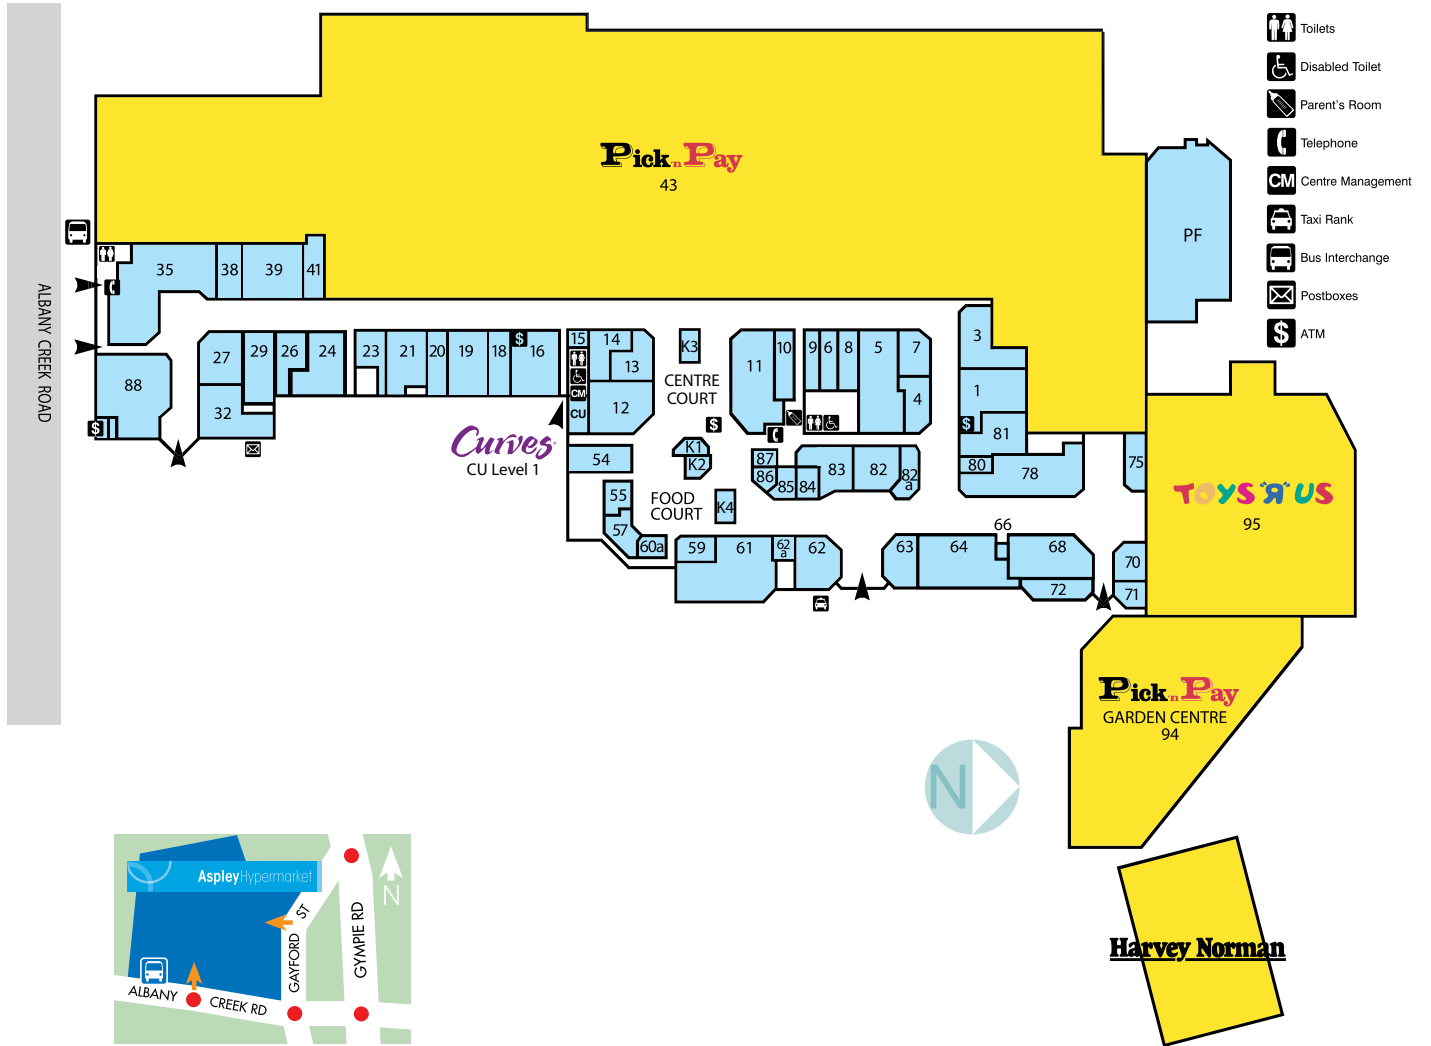 Toilets
Disabled Toilet
Parent's Room
Telephone
CM Centre Management
Taxi Rank
Bus Interchange
Postboxes
$ ATM
Pick 'n Pay
43
PF
ALBANY CREEK ROAD
35
38
39
41
88
$
27
32
29
26
24
23
21
20
19
18
$
16
15
CM
CU
14
13
12
K3
CENTRE
COURT
$
11
10
9
6
8
5
7
4
3
1
$
81
80
78
75
Curves
CU Level 1
54
55
57
60a
K1
K2
FOOD
COURT
K4
87
86
85
84
83
82
82
a
59
61
62
a
62
63
64
66
68
72
70
71
TOYS "R" US
95
Pick 'n Pay
GARDEN CENTRE
94
N
Harvey Norman
AspleyHypermarket
N
GAYFORD ST
GYMPIE RD
ALBANY CREEK RD